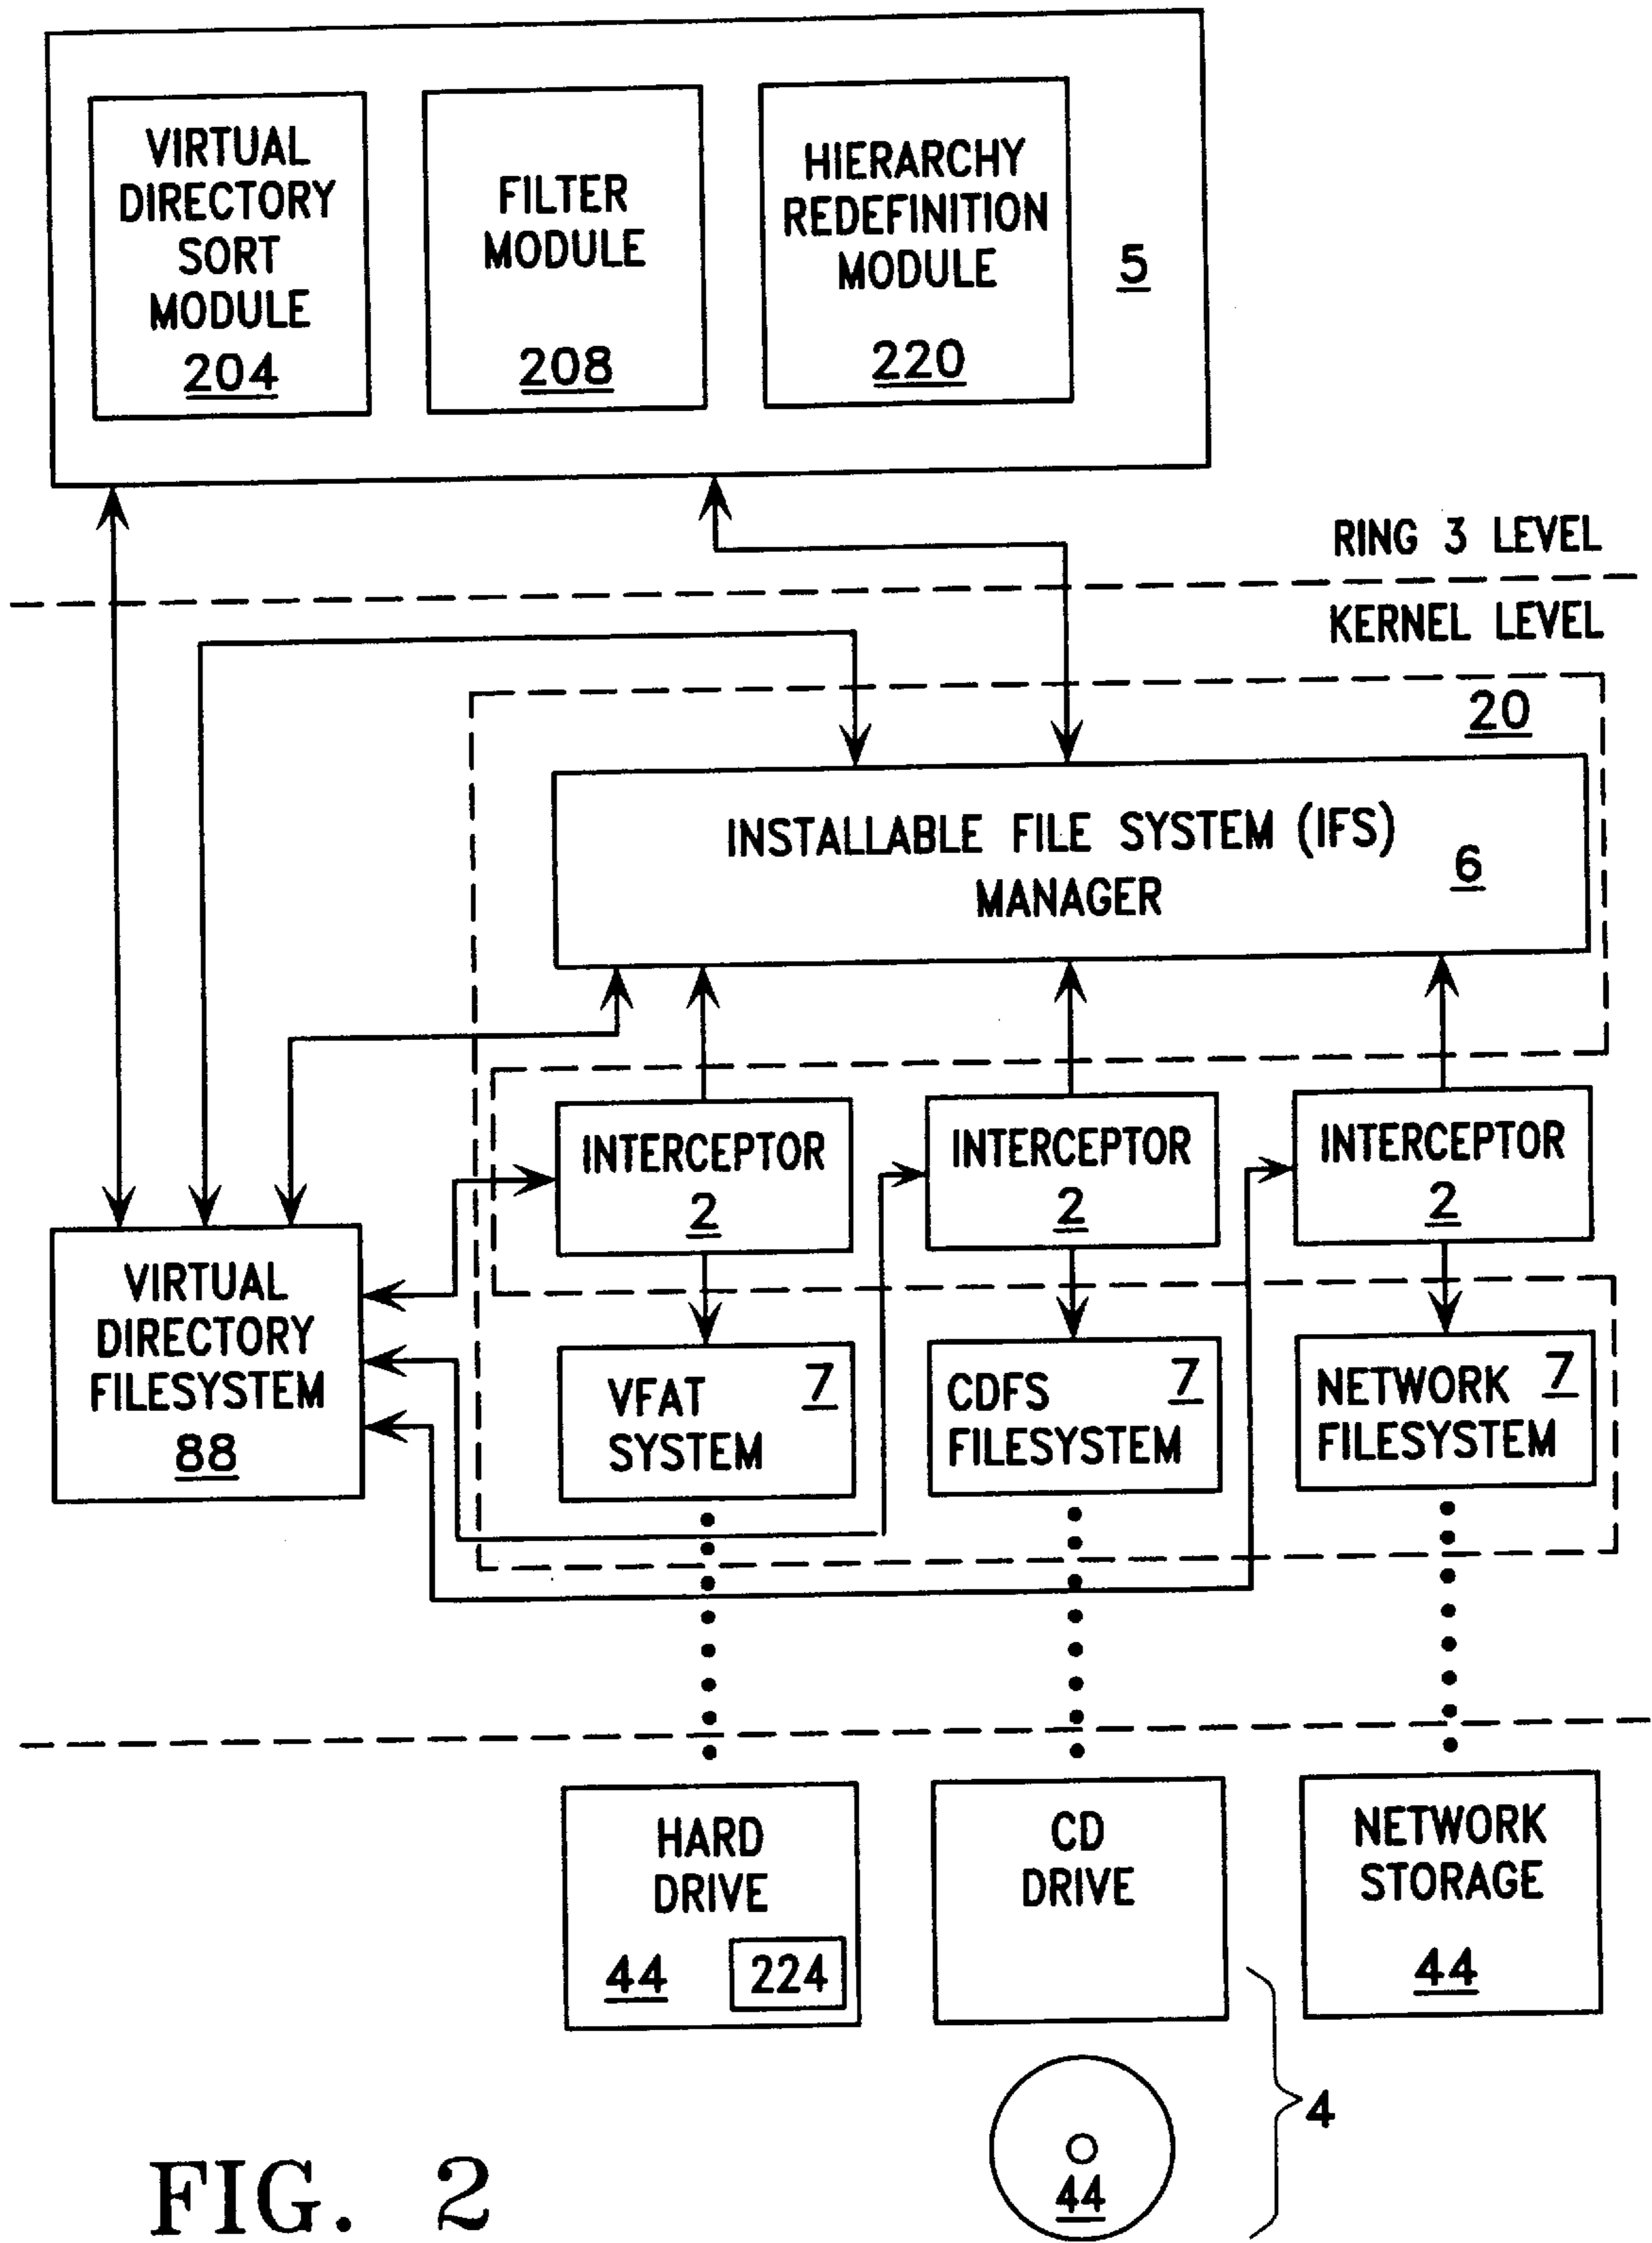 VIRTUAL
DIRECTORY
SORT
MODULE
204
FILTER
MODULE
208
HIERARCHY
REDEFINITION
MODULE
220
5
RING 3 LEVEL
KERNEL LEVEL
20
INSTALLABLE FILE SYSTEM (IFS)
MANAGER
6
INTERCEPTOR
2
INTERCEPTOR
2
INTERCEPTOR
2
VIRTUAL
DIRECTORY
FILESYSTEM
88
VFAT
SYSTEM
7
CDFS
FILESYSTEM
7
NETWORK
FILESYSTEM
7
HARD
DRIVE
44
224
CD
DRIVE
NETWORK
STORAGE
44
44
4
FIG. 2